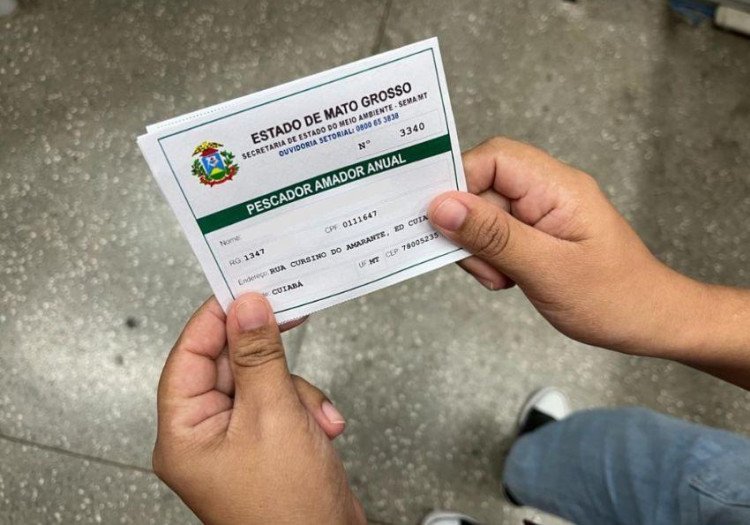 ESTADO DE MATO GROSSO
SECRETARIA DE ESTADO DO MEIO AMBIENTE - SEMA/MT
OUVIDORIA SETORIAL: 0800 65 3838
Nº 3340
PESCADOR AMADOR ANUAL
Nome:
RG: 1347 CPF 0111647
Endereço: RUA CURSINO DO AMARANTE, ED CUIA
CUIABÁ UF MT CEP 78005235